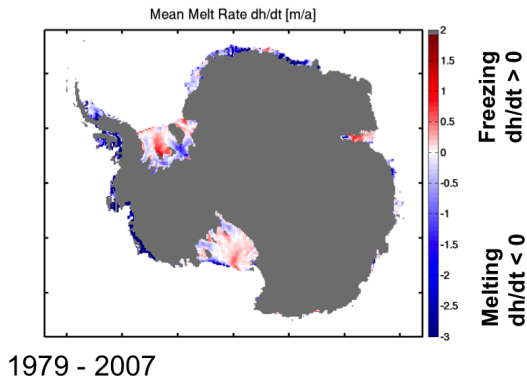 Mean Melt Rate dh/dt [m/a]
2
1.5
1
0.5
0
-0.5
-1
-1.5
-2
-2.5
-3
Freezing
dh/dt > 0
Melting
dh/dt < 0
1979 - 2007